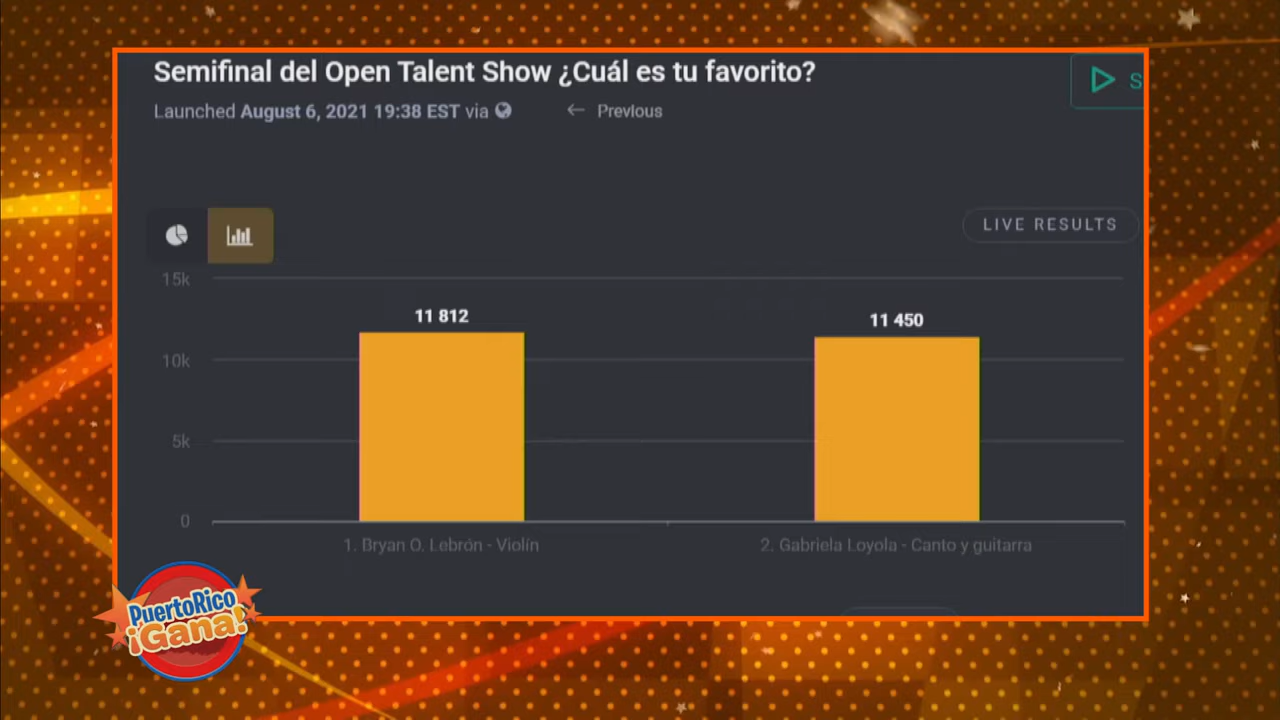 Semifinal del Open Talent Show ¿Cuál es tu favorito?
Launched August 6, 2021 19:38 EST via
← Previous
S
LIVE RESULTS
15k
11 812
11 450
10k
5k
0
1. Bryan O. Lebrón - Violín
2. Gabriela Loyola - Canto y guitarra
PuertoRico
¡Gana!